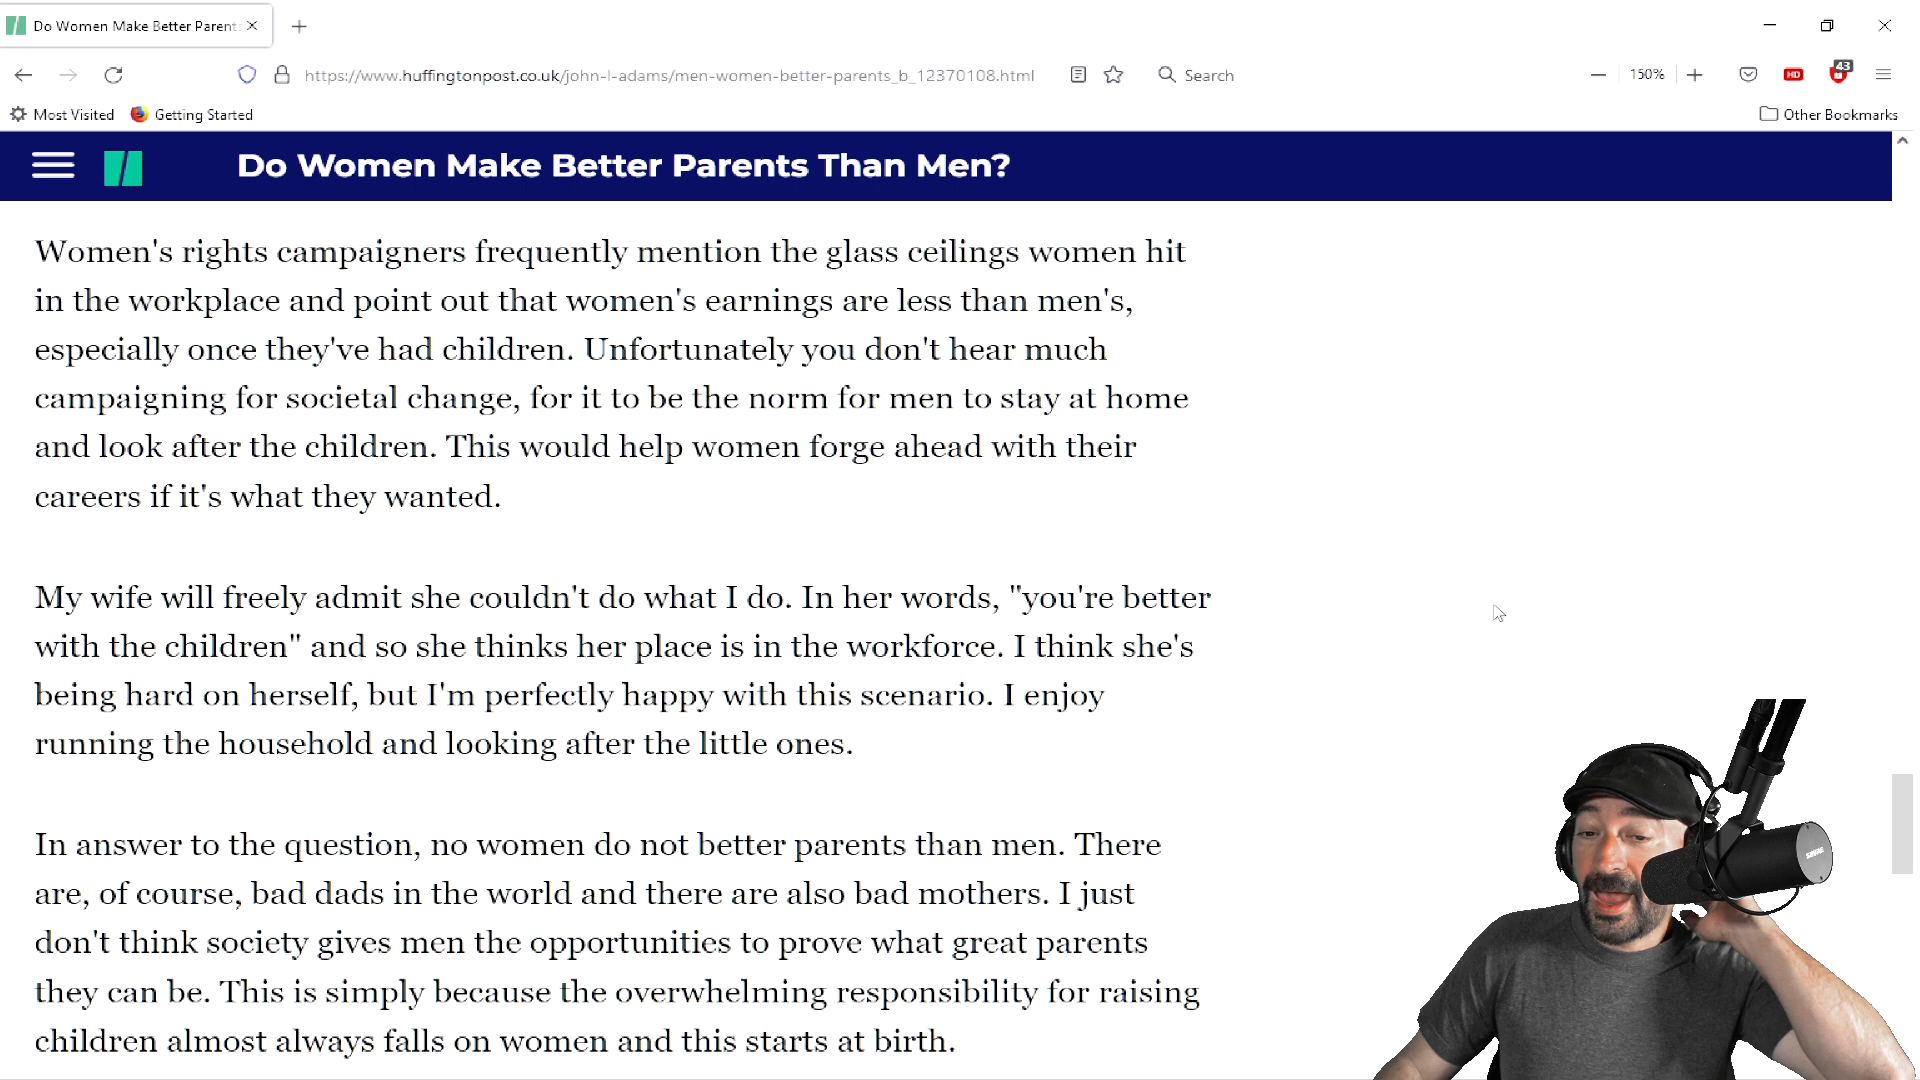 Do Women Make Better Parent
https://www.huffingtonpost.co.uk/john-l-adams/men-women-better-parents_b_12370108.html
Search
150%
HD
43
Most Visited
Getting Started
Other Bookmarks
Do Women Make Better Parents Than Men?
Women's rights campaigners frequently mention the glass ceilings women hit
in the workplace and point out that women's earnings are less than men's,
especially once they've had children. Unfortunately you don't hear much
campaigning for societal change, for it to be the norm for men to stay at home
and look after the children. This would help women forge ahead with their
careers if it's what they wanted.
My wife will freely admit she couldn't do what I do. In her words, "you're better
with the children" and so she thinks her place is in the workforce. I think she's
being hard on herself, but I'm perfectly happy with this scenario. I enjoy
running the household and looking after the little ones.
In answer to the question, no women do not better parents than men. There
are, of course, bad dads in the world and there are also bad mothers. I just
don't think society gives men the opportunities to prove what great parents
they can be. This is simply because the overwhelming responsibility for raising
children almost always falls on women and this starts at birth.
SHURE